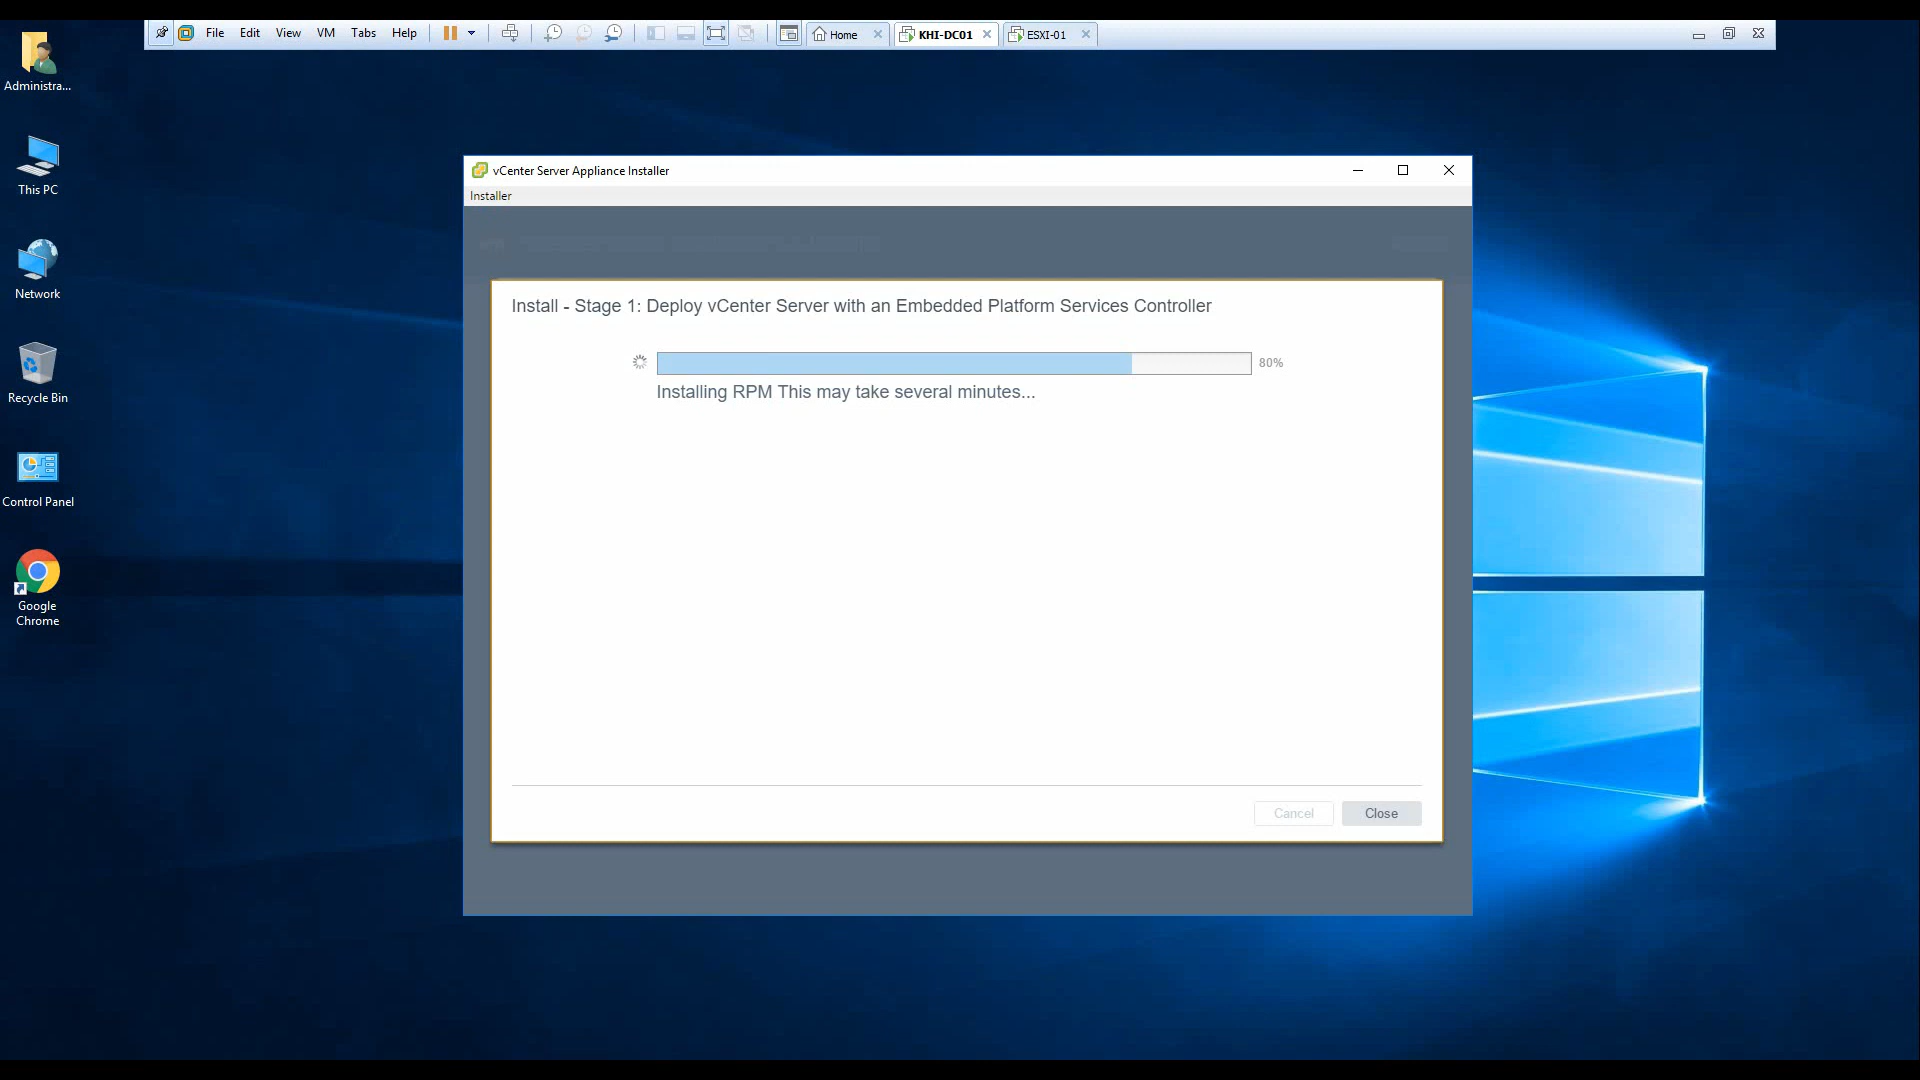 File Edit View VM Tabs Help Home KHI-DC01 ESXI-01
Administra...
This PC
Network
Recycle Bin
Control Panel
Google
Chrome
vCenter Server Appliance Installer
Installer
Install - Stage 1: Deploy vCenter Server with an Embedded Platform Services Controller
80%
Installing RPM This may take several minutes...
Cancel Close